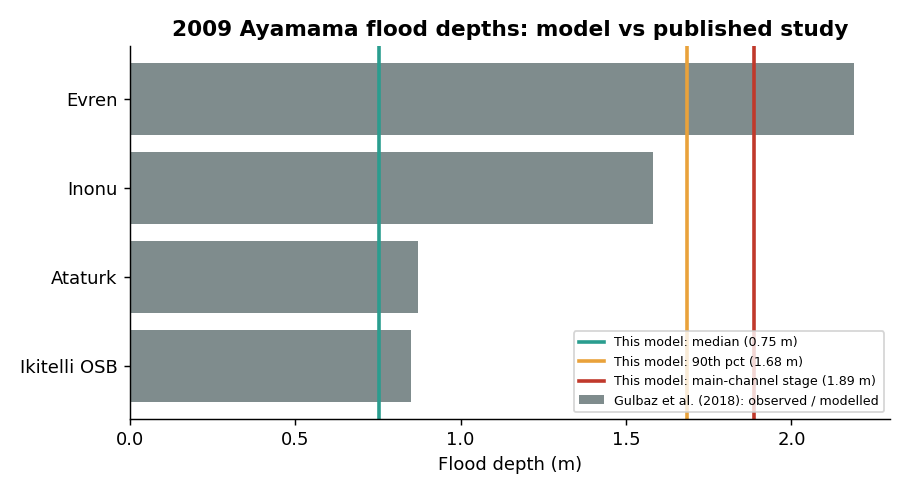 2009 Ayamama flood depths: model vs published study
Evren
Inonu
Ataturk
Ikitelli OSB
This model: median (0.75 m)
This model: 90th pct (1.68 m)
This model: main-channel stage (1.89 m)
Gulbaz et al. (2018): observed / modelled
0.0 0.5 1.0 1.5 2.0
Flood depth (m)